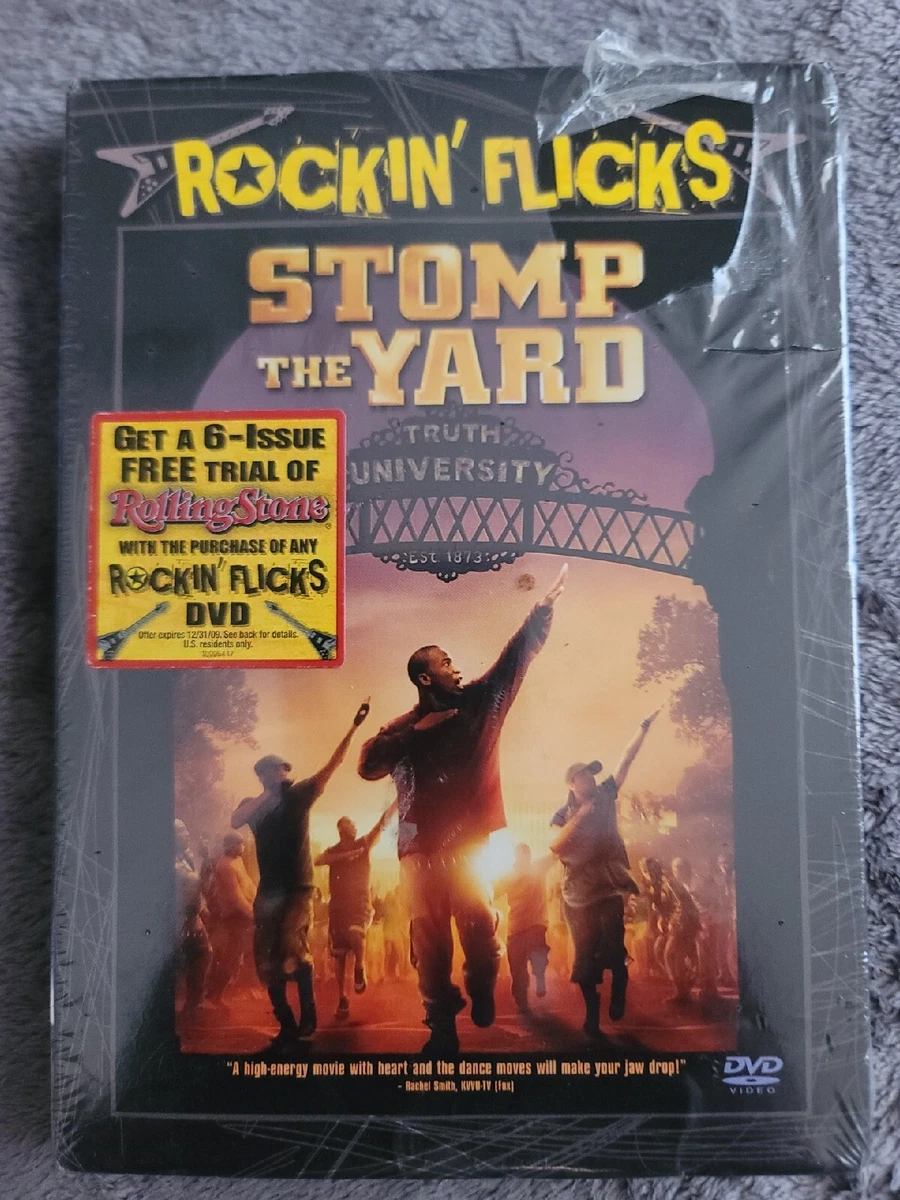 ROCKIN' FLICKS
STOMP
THE YARD
TRUTH
UNIVERSITY
EST. 1873
GET A 6-ISSUE
FREE TRIAL OF
RollingStone
WITH THE PURCHASE OF ANY
ROCKIN' FLICKS
DVD
Offer expires 12/31/09. See back for details.
U.S. residents only.
"A high-energy movie with heart and the dance moves will make your jaw drop!"
- Rachel Smith, KVVU-TV (Fox)
DVD
VIDEO